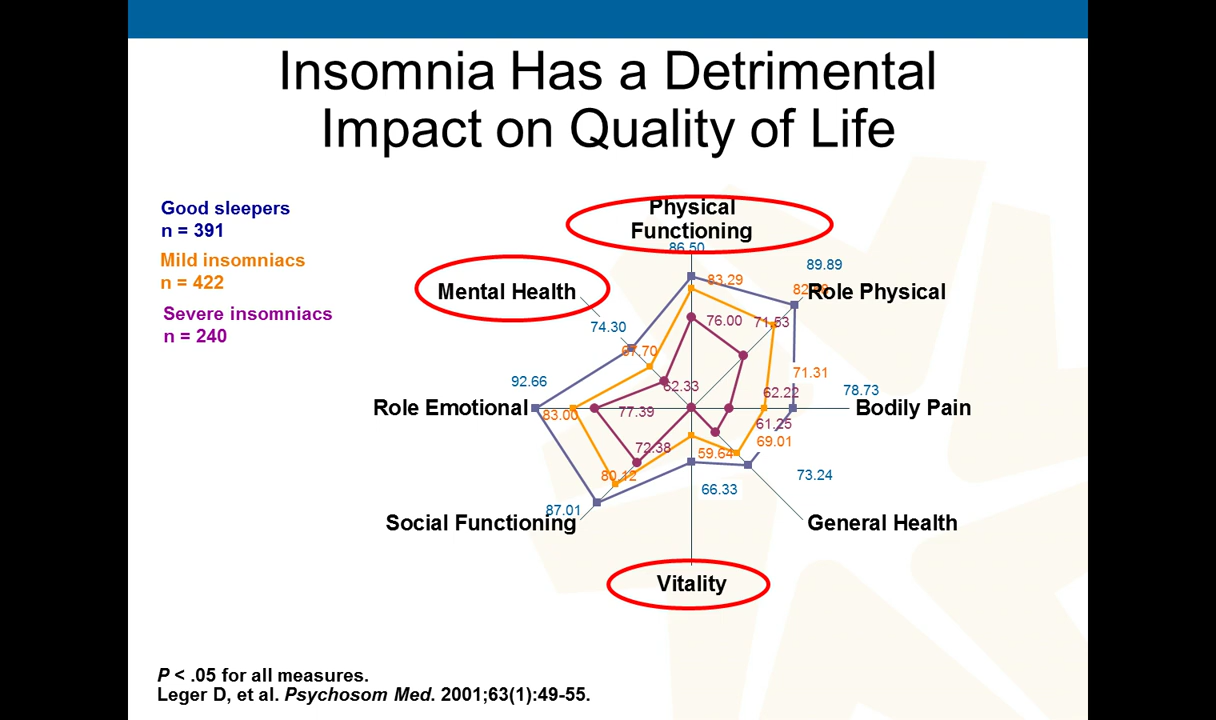 Insomnia Has a Detrimental
Impact on Quality of Life
Good sleepers
n = 391
Mild insomniacs
n = 422
Severe insomniacs
n = 240
Physical
Functioning
86.50
83.29
76.00
89.89
Role Physical
71.53
Mental Health
74.30
62.33
71.31
78.73
62.22
Bodily Pain
92.66
Role Emotional
83.00
77.39
61.25
69.01
59.64
73.24
66.33
General Health
72.38
80.12
87.01
Social Functioning
Vitality
P < .05 for all measures.
Leger D, et al. Psychosom Med. 2001;63(1):49-55.